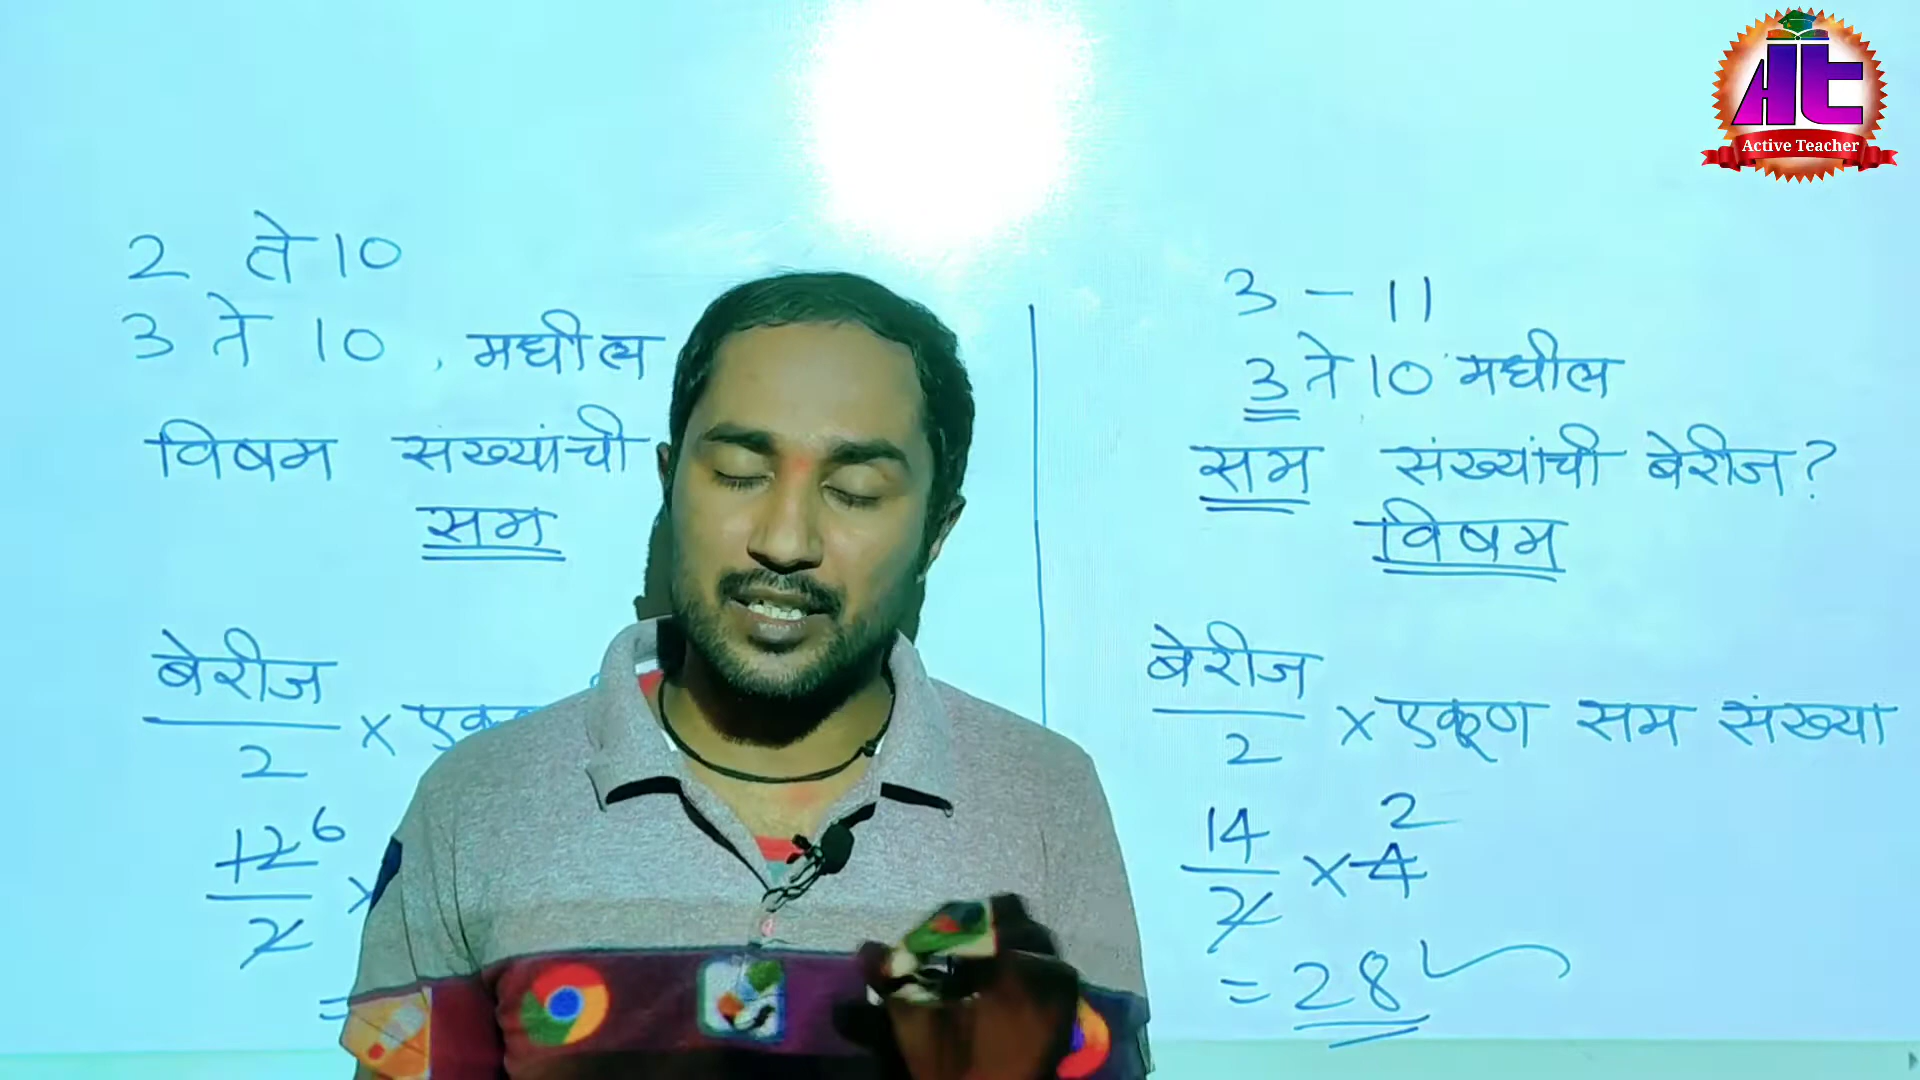 2 ते 10
3 ते 10, मधील
विषम संख्यांची
सम
बेरीज
2
×
12 6
2
×
=
3 - 11
3 ते 10 मधील
सम संख्यांची बेरीज?
विषम
बेरीज
2
× एकूण सम संख्या
14
2
× 4 2
= 28
Active Teacher